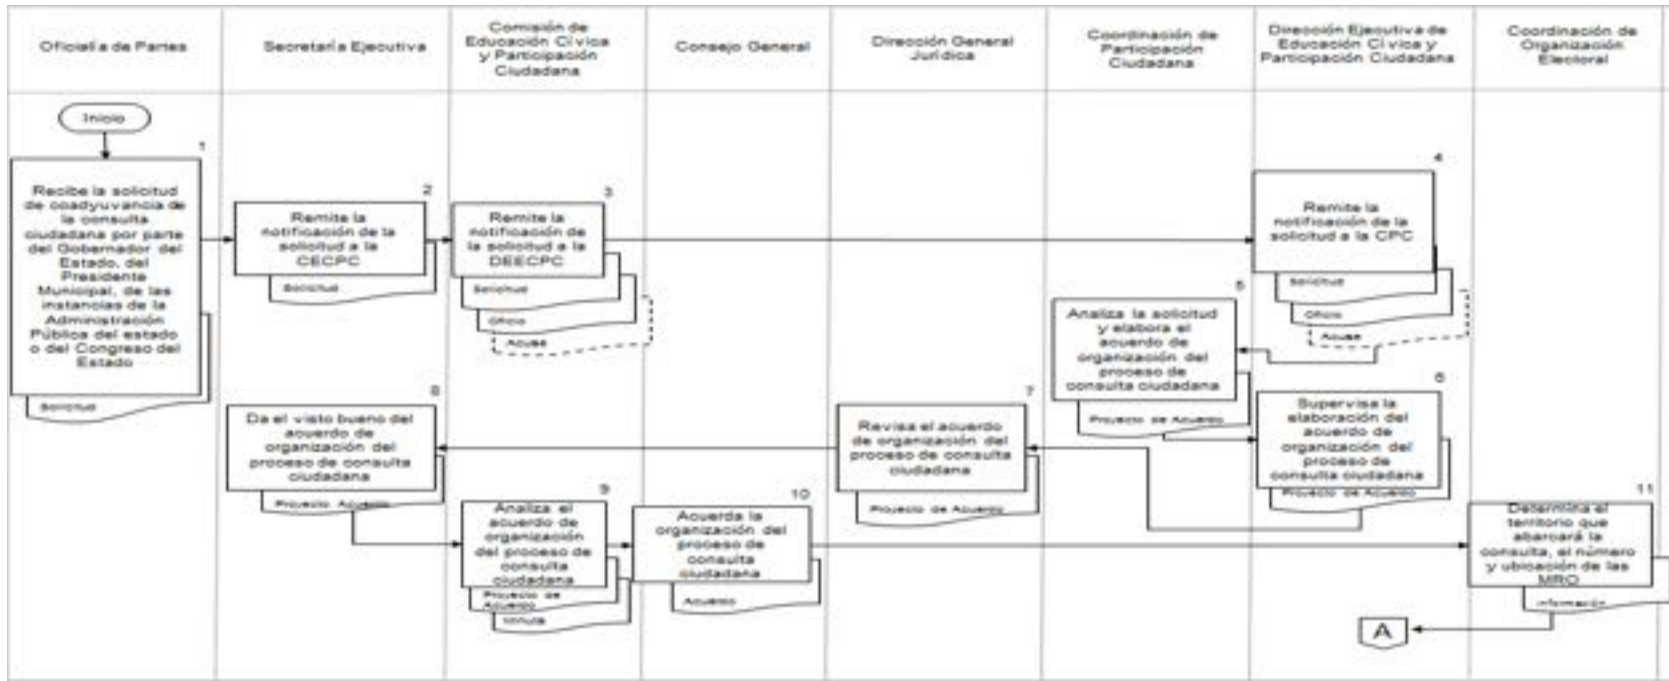 Oficialía de Partes
Secretaría Ejecutiva
Comisión de
Educación Cívica
y Participación
Ciudadana
Consejo General
Dirección General
Jurídica
Coordinación de
Participación
Ciudadana
Dirección Ejecutiva de
Educación Cívica y
Participación Ciudadana
Coordinación de
Organización
Electoral
Inicio
1
Recibe la solicitud
de coadyuvancia de
la consulta
ciudadana por parte
del Gobernador del
Estado, del
Presidente
Municipal, de las
instancias de la
Administración
Pública del estado
o del Congreso del
Estado
Solicitud
2
Remite la
notificación de la
solicitud a la
CECPC
Solicitud
3
Remite la
notificación de
la solicitud a la
DEECPC
Solicitud
Oficio
Acuse
4
Remite la
notificación de la
solicitud a la CPC
Solicitud
Oficio
Acuse
5
Analiza la solicitud
y elabora el
acuerdo de
organización del
proceso de
consulta ciudadana
Proyecto de Acuerdo
6
Supervisa la
elaboración del
acuerdo de
organización del
proceso de
consulta ciudadana
Proyecto de Acuerdo
7
Revisa el acuerdo
de organización del
proceso de consulta
ciudadana
Proyecto de Acuerdo
8
Da el visto bueno del
acuerdo de
organización del
proceso de consulta
ciudadana
Proyecto Acuerdo
9
Analiza el
acuerdo de
organización
del proceso de
consulta
ciudadana
Proyecto de
Acuerdo
Minuta
10
Acuerda la
organización del
proceso de
consulta
ciudadana
Acuerdo
11
Determina el
territorio que
abarcará la
consulta, el número
y ubicación de las
MRO
Información
A